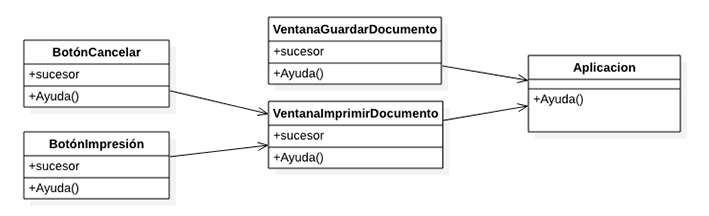 BotónCancelar
+sucesor
+Ayuda()
BotónImpresión
+sucesor
+Ayuda()
VentanaGuardarDocumento
+sucesor
+Ayuda()
VentanaImprimirDocumento
+sucesor
+Ayuda()
Aplicacion
+Ayuda()